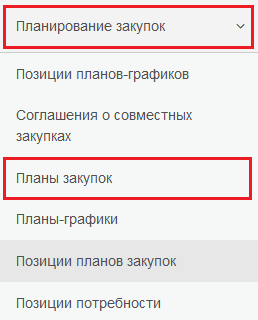 Планирование закупок
Позиции планов-графиков
Соглашения о совместных
закупках
Планы закупок
Планы-графики
Позиции планов закупок
Позиции потребности